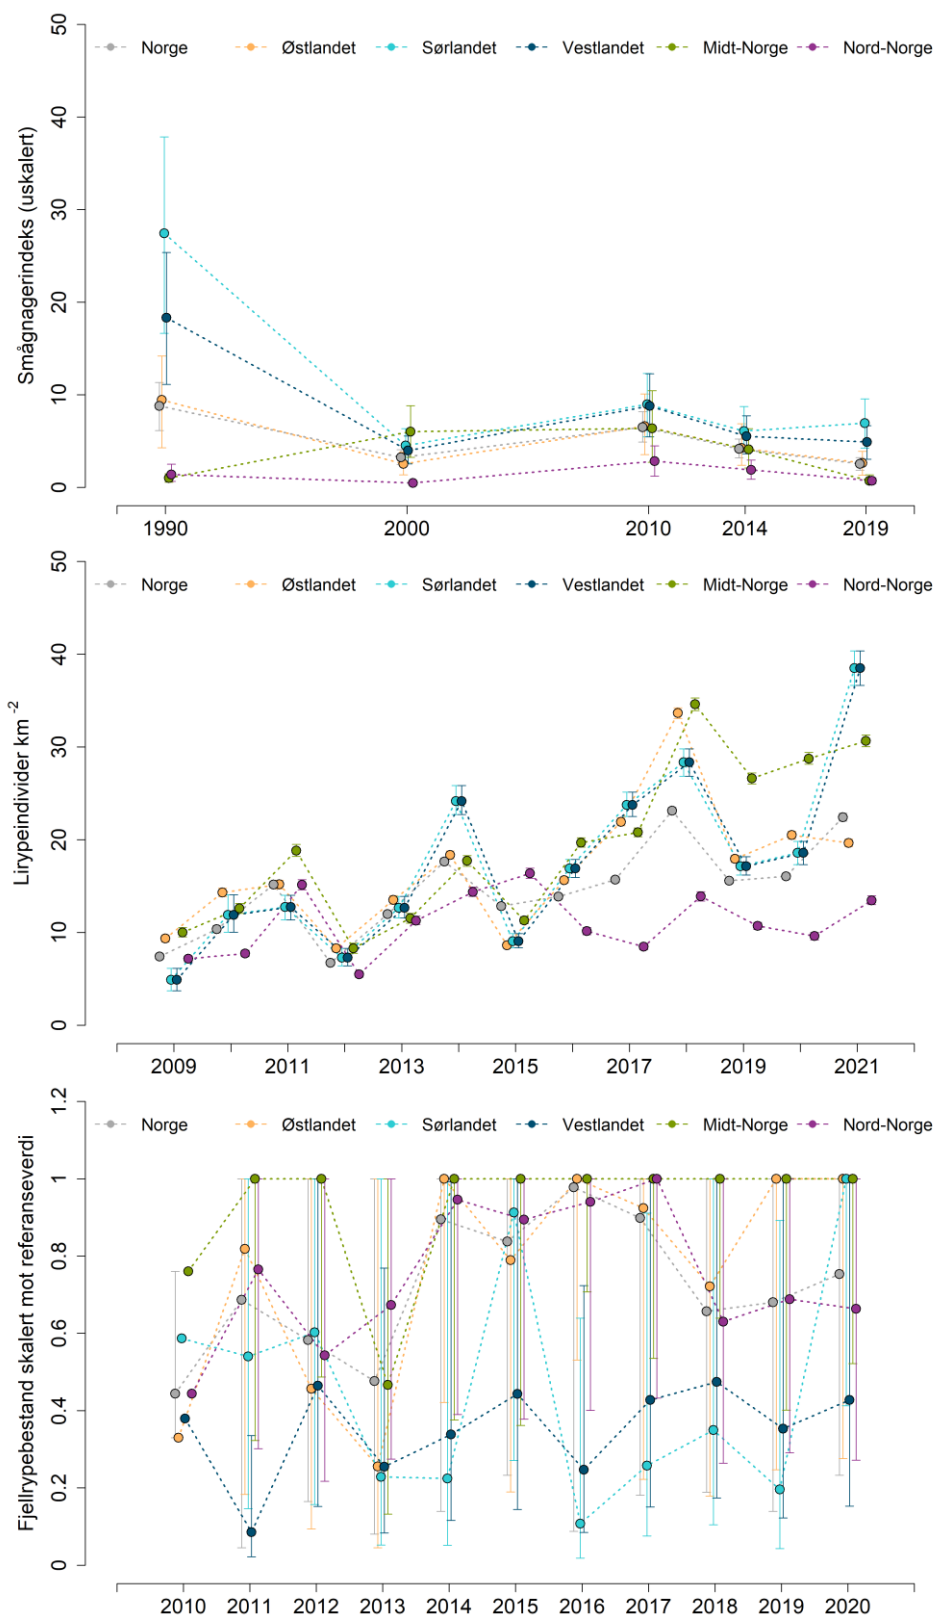 Norge Østlandet Sørlandet Vestlandet Midt-Norge Nord-Norge
Smågnagerindeks (uskalert)
50
40
30
20
10
0
1990 2000 2010 2014 2019
Norge Østlandet Sørlandet Vestlandet Midt-Norge Nord-Norge
Lirypeindivider km⁻²
50
40
30
20
10
0
2009 2011 2013 2015 2017 2019 2021
Norge Østlandet Sørlandet Vestlandet Midt-Norge Nord-Norge
Fjellrypebestand skalert mot referanseverdi
1.2
1
0.8
0.6
0.4
0.2
0
2010 2011 2012 2013 2014 2015 2016 2017 2018 2019 2020